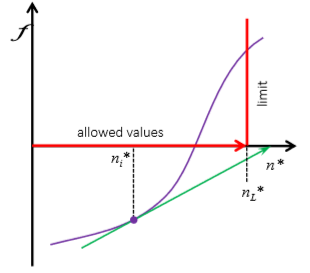 f
limit
allowed values
nᵢ*
n*
n_L*